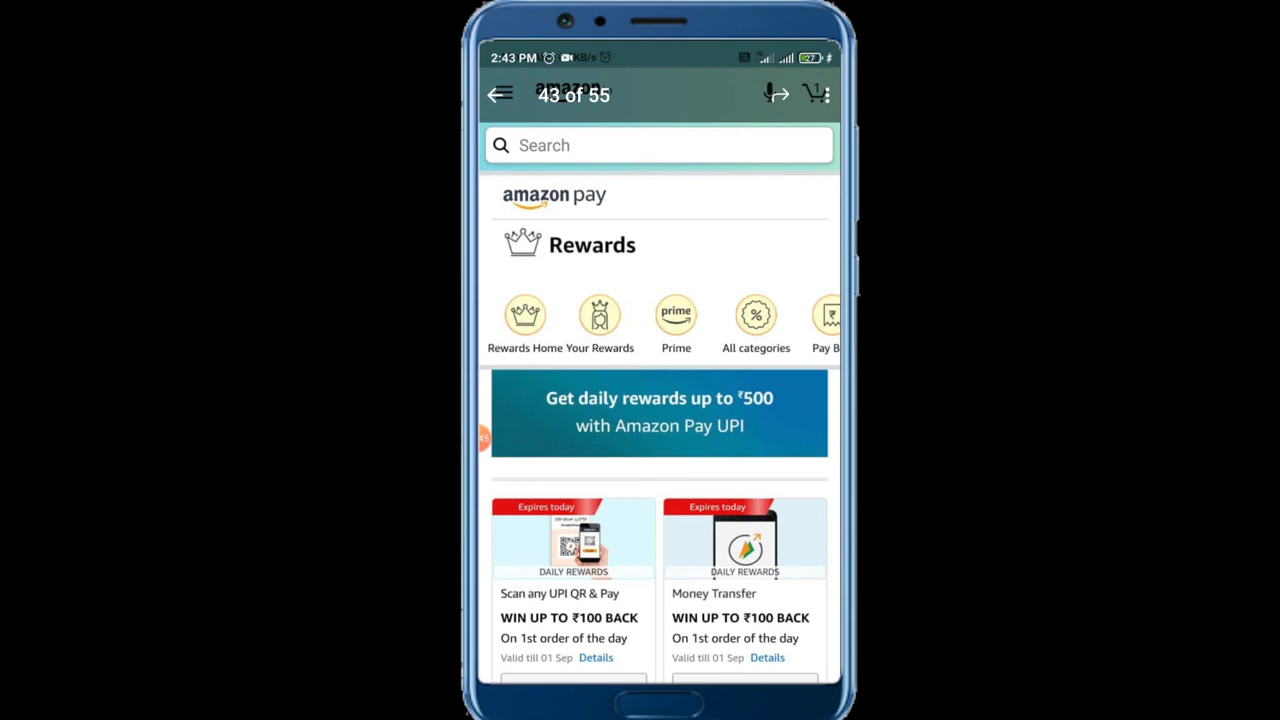 2:43 PM KB/s 27
amazon
43 of 55 1
Search
amazon pay
Rewards
prime % ₹
Rewards Home Your Rewards Prime All categories Pay B
Get daily rewards up to ₹500
with Amazon Pay UPI
45
Expires today Expires today
DAILY REWARDS DAILY REWARDS
Scan any UPI QR & Pay Money Transfer
WIN UP TO ₹100 BACK WIN UP TO ₹100 BACK
On 1st order of the day On 1st order of the day
Valid till 01 Sep Details Valid till 01 Sep Details